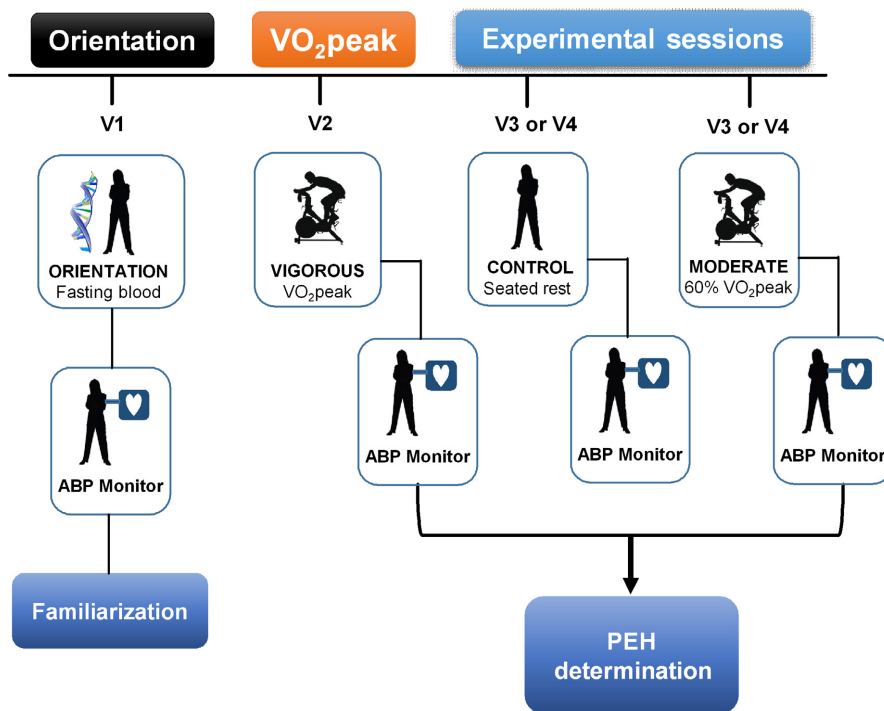 Orientation
VO₂peak
Experimental sessions
V1
V2
V3 or V4
V3 or V4
ORIENTATION
Fasting blood
VIGOROUS
VO₂peak
CONTROL
Seated rest
MODERATE
60% VO₂peak
ABP Monitor
ABP Monitor
ABP Monitor
ABP Monitor
Familiarization
PEH
determination